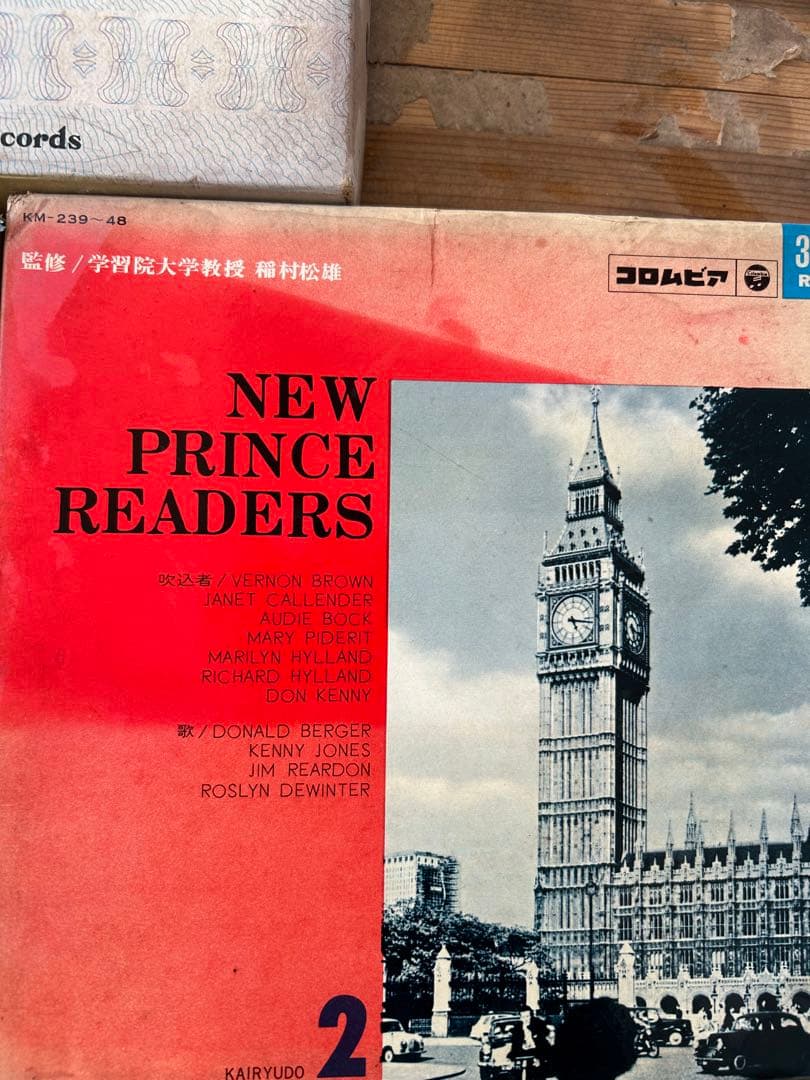 cords
KM-239～48
監修/学習院大学教授 稲村松雄
コロムビア
3
R
NEW
PRINCE
READERS
吹込者/VERNON BROWN
JANET CALLENDER
AUDIE BOCK
MARY PIDERIT
MARILYN HYLLAND
RICHARD HYLLAND
DON KENNY
歌/DONALD BERGER
KENNY JONES
JIM REARDON
ROSLYN DEWINTER
KAIRYUDO 2